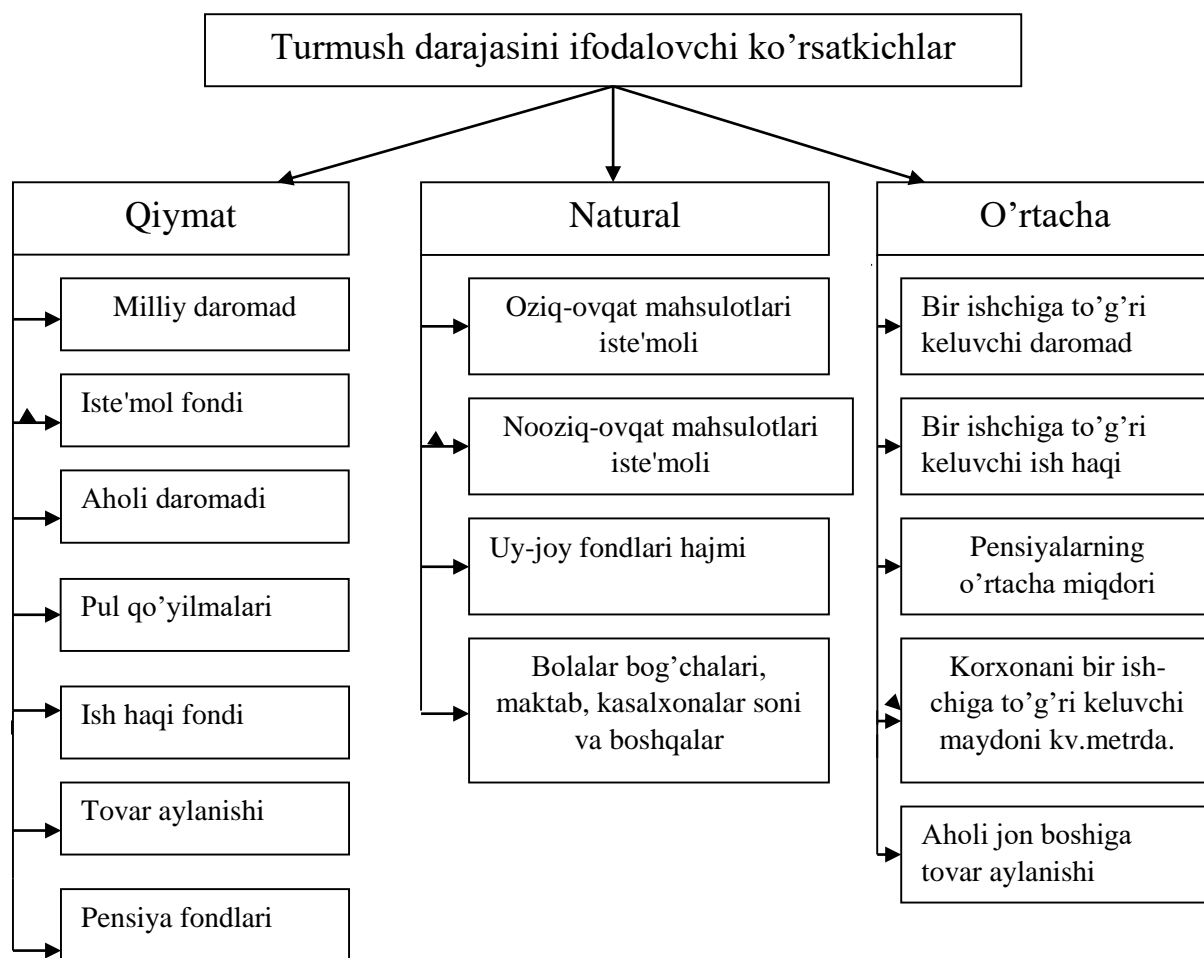 Turmush darajasini ifodalovchi ko’rsatkichlar
Qiymat
Milliy daromad
Iste'mol fondi
Aholi daromadi
Pul qo’yilmalari
Ish haqi fondi
Tovar aylanishi
Pensiya fondlari
Natural
Oziq-ovqat mahsulotlari
iste'moli
Nooziq-ovqat mahsulotlari
iste'moli
Uy-joy fondlari hajmi
Bolalar bog’chalari,
maktab, kasalxonalar soni
va boshqalar
O’rtacha
Bir ishchiga to’g’ri
keluvchi daromad
Bir ishchiga to’g’ri
keluvchi ish haqi
Pensiyalarning
o’rtacha miqdori
Korxonani bir ish-
chiga to’g’ri keluvchi
maydoni kv.metrda.
Aholi jon boshiga
tovar aylanishi